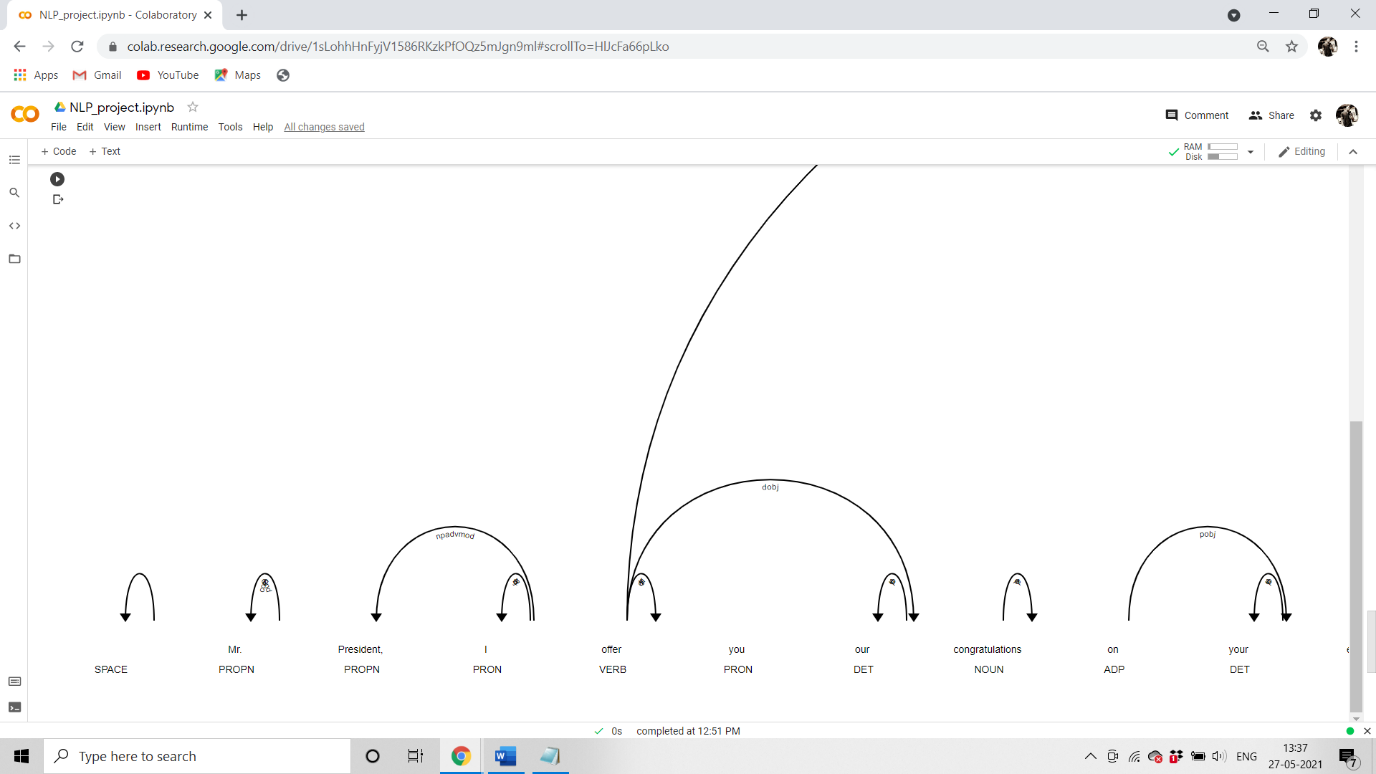 NLP_project.ipynb - Colaboratory
colab.research.google.com/drive/1sLohhHnFyjV1586RKzkPfOQz5mJgn9ml#scrollTo=HlJcFa66pLko
Apps Gmail YouTube Maps
NLP_project.ipynb
File Edit View Insert Runtime Tools Help All changes saved
Comment Share
+ Code + Text
RAM
Disk
Editing
dobj
npadvmod
pobj
Mr. President, I offer you our congratulations on your
SPACE PROPN PROPN PRON VERB PRON DET NOUN ADP DET
0s completed at 12:51 PM
Type here to search
ENG
13:37
27-05-2021
7